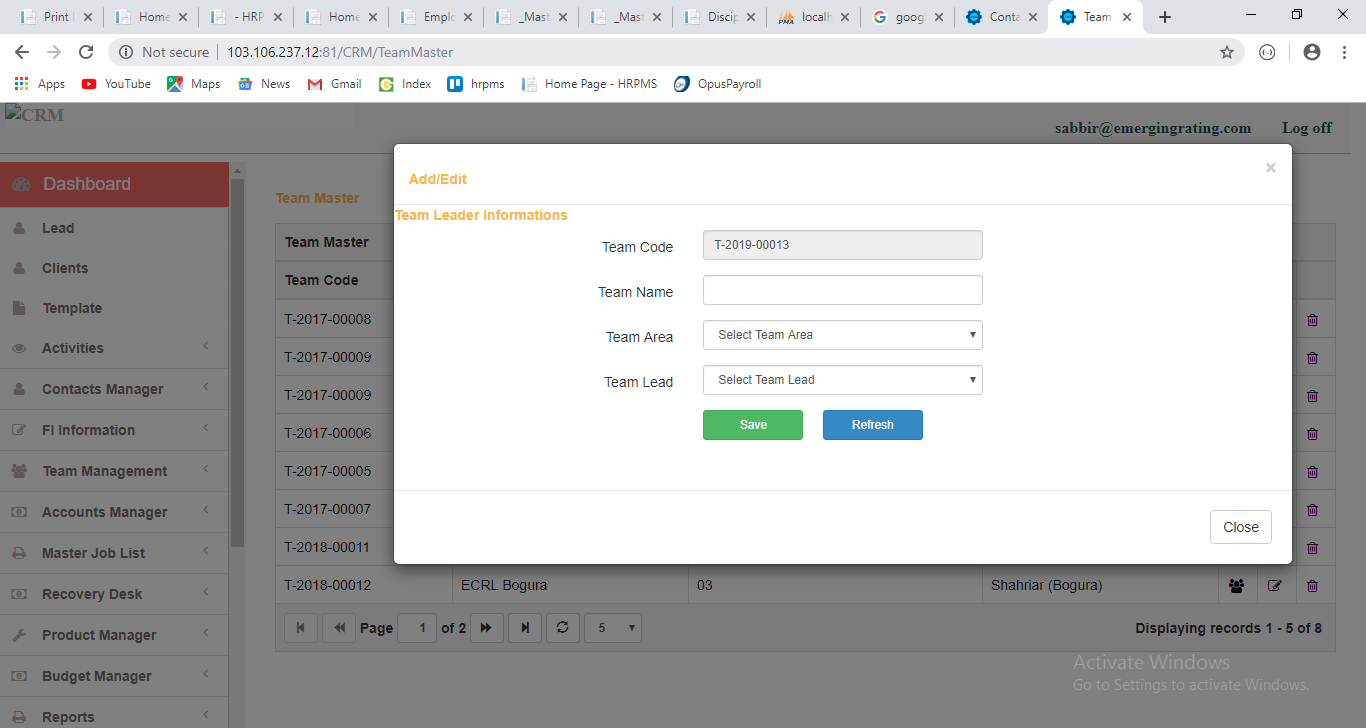 Print Home - HRP Home Emplo _Mast _Mast Discip localh goog Conta Team
Not secure 103.106.237.12:81/CRM/TeamMaster
Apps YouTube Maps News Gmail Index hrpms Home Page - HRPMS OpusPayroll
CRM
sabbir@emergingrating.com Log off
Dashboard
Lead
Clients
Template
Activities
Contacts Manager
FI Information
Team Management
Accounts Manager
Master Job List
Recovery Desk
Product Manager
Budget Manager
Reports
Team Master
Team Master
Team Code
T-2017-00008
T-2017-00009
T-2017-00009
T-2017-00006
T-2017-00005
T-2017-00007
T-2018-00011
T-2018-00012 ECRL Bogura 03 Shahriar (Bogura)
Page 1 of 2 5 Displaying records 1 - 5 of 8
Add/Edit ×
Team Leader Informations
Team Code T-2019-00013
Team Name
Team Area Select Team Area
Team Lead Select Team Lead
Save Refresh
Close
Activate Windows
Go to Settings to activate Windows.